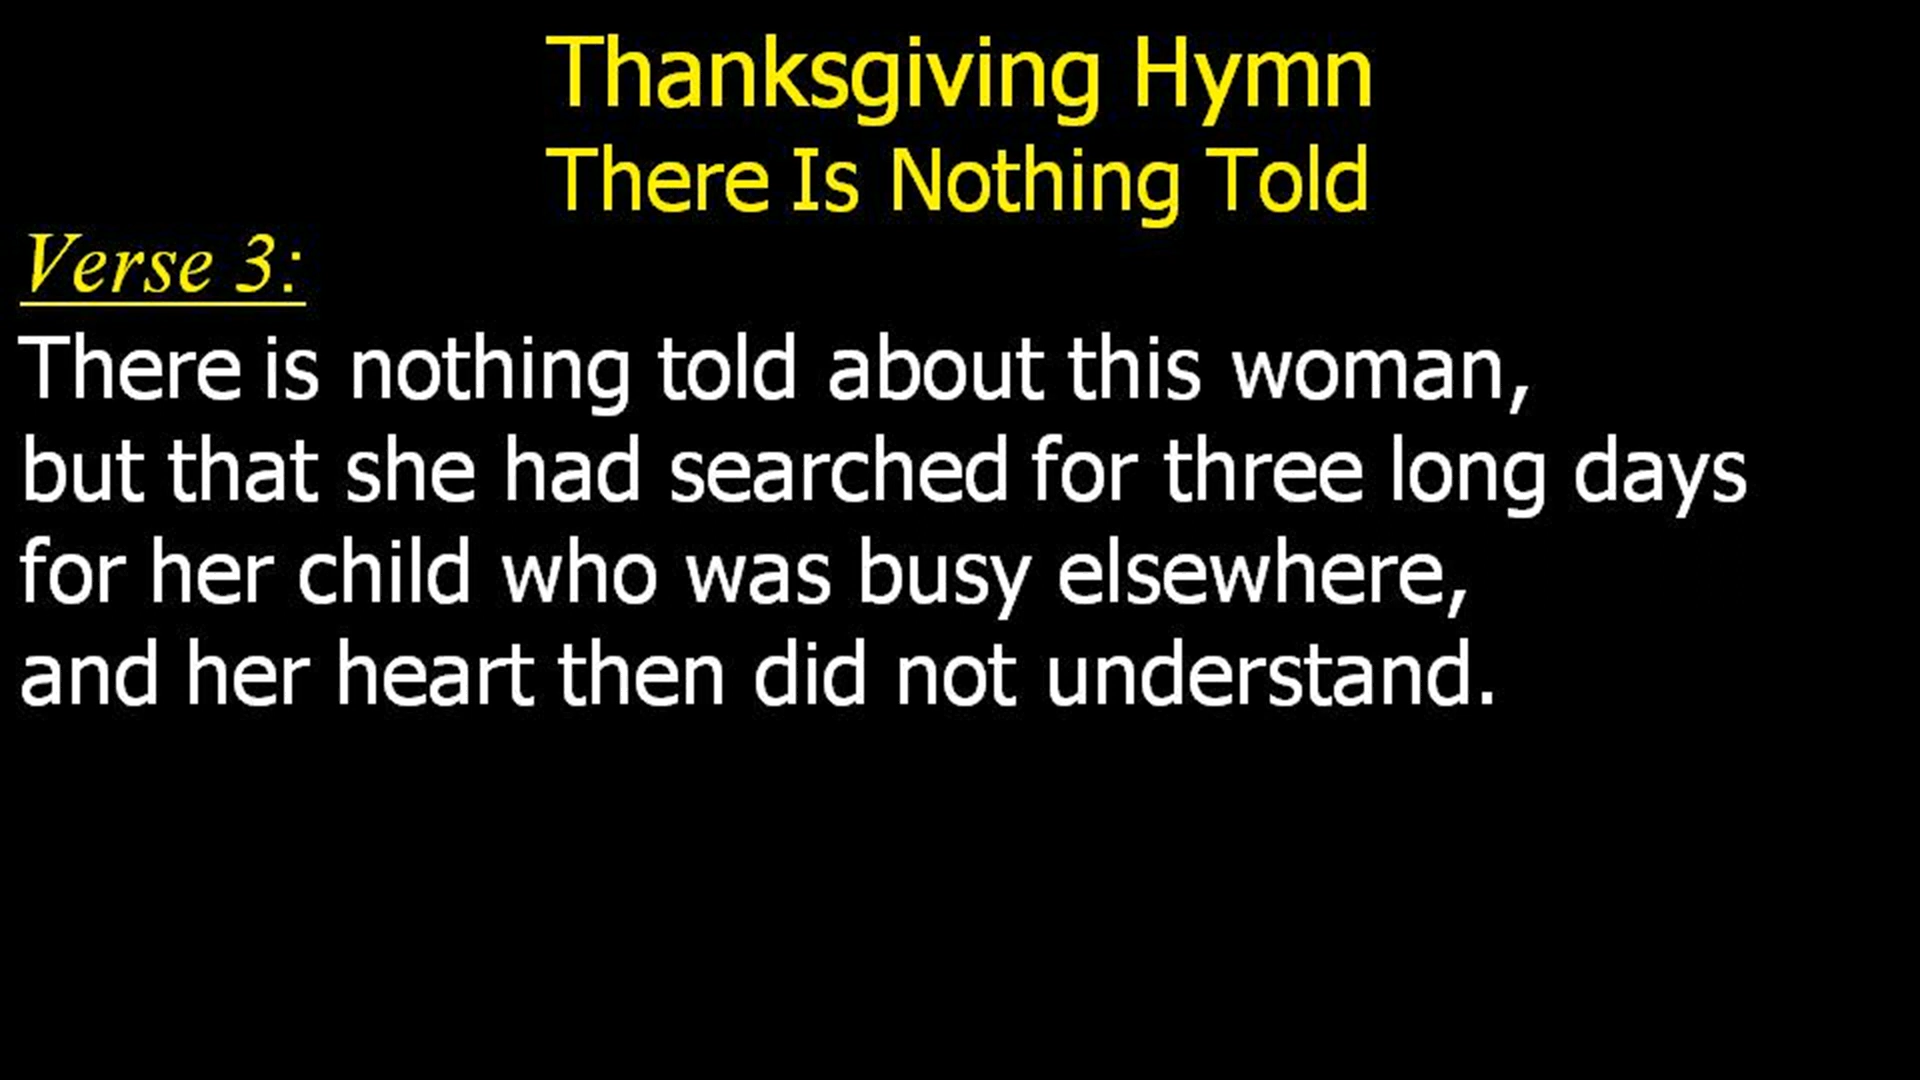 Thanksgiving Hymn
There Is Nothing Told
Verse 3:
There is nothing told about this woman,
but that she had searched for three long days
for her child who was busy elsewhere,
and her heart then did not understand.